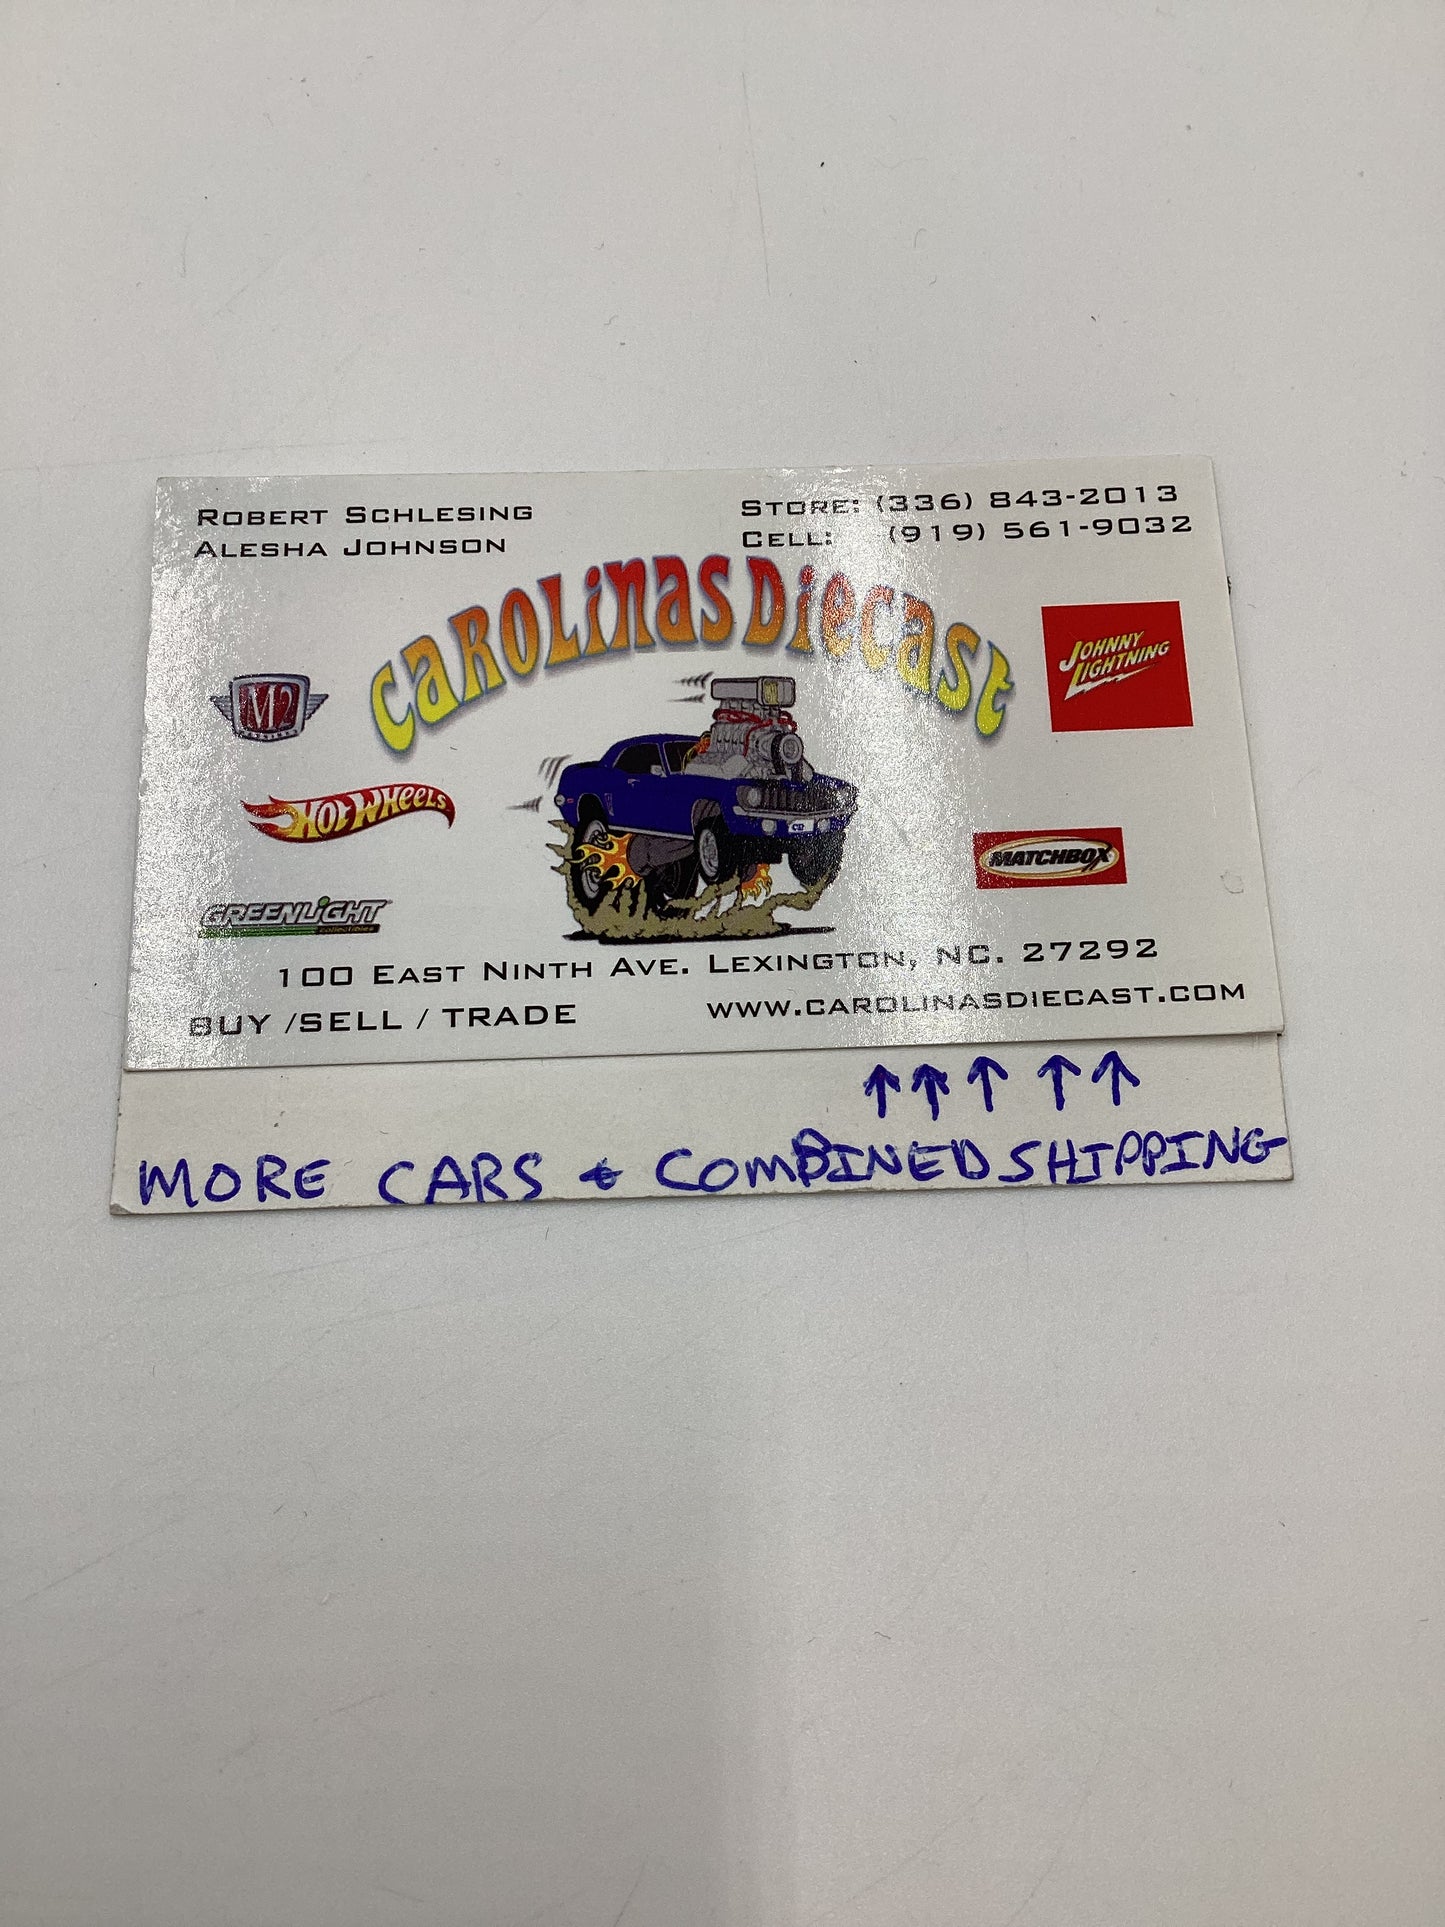 ROBERT SCHLESING
ALESHA JOHNSON
STORE: (336) 843-2013
CELL: (919) 561-9032
CAROLINAS DIECAST
M2
JOHNNY LIGHTNING
HOT WHEELS
MATCHBOX
GREENLIGHT
collectibles
100 EAST NINTH AVE. LEXINGTON, NC. 27292
BUY /SELL / TRADE
WWW.CAROLINASDIECAST.COM
↑↑↑↑↑
MORE CARS & COMBINED SHIPPING